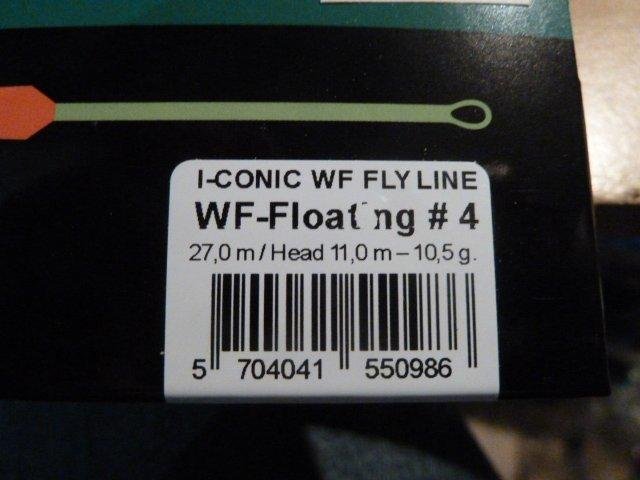 I-CONIC WF FLY LINE
WF-Floating # 4
27,0 m / Head 11,0 m – 10,5 g.
5 704041 550986